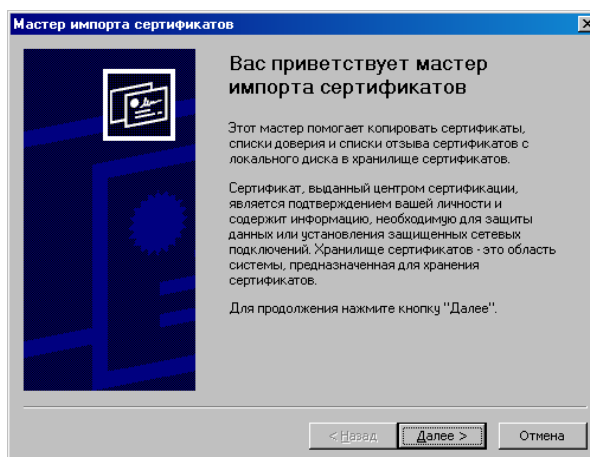 Мастер импорта сертификатов
Вас приветствует мастер
импорта сертификатов
Этот мастер помогает копировать сертификаты,
списки доверия и списки отзыва сертификатов с
локального диска в хранилище сертификатов.
Сертификат, выданный центром сертификации,
является подтверждением вашей личности и
содержит информацию, необходимую для защиты
данных или установления защищенных сетевых
подключений. Хранилище сертификатов - это область
системы, предназначенная для хранения
сертификатов.
Для продолжения нажмите кнопку "Далее".
< Назад Далее > Отмена